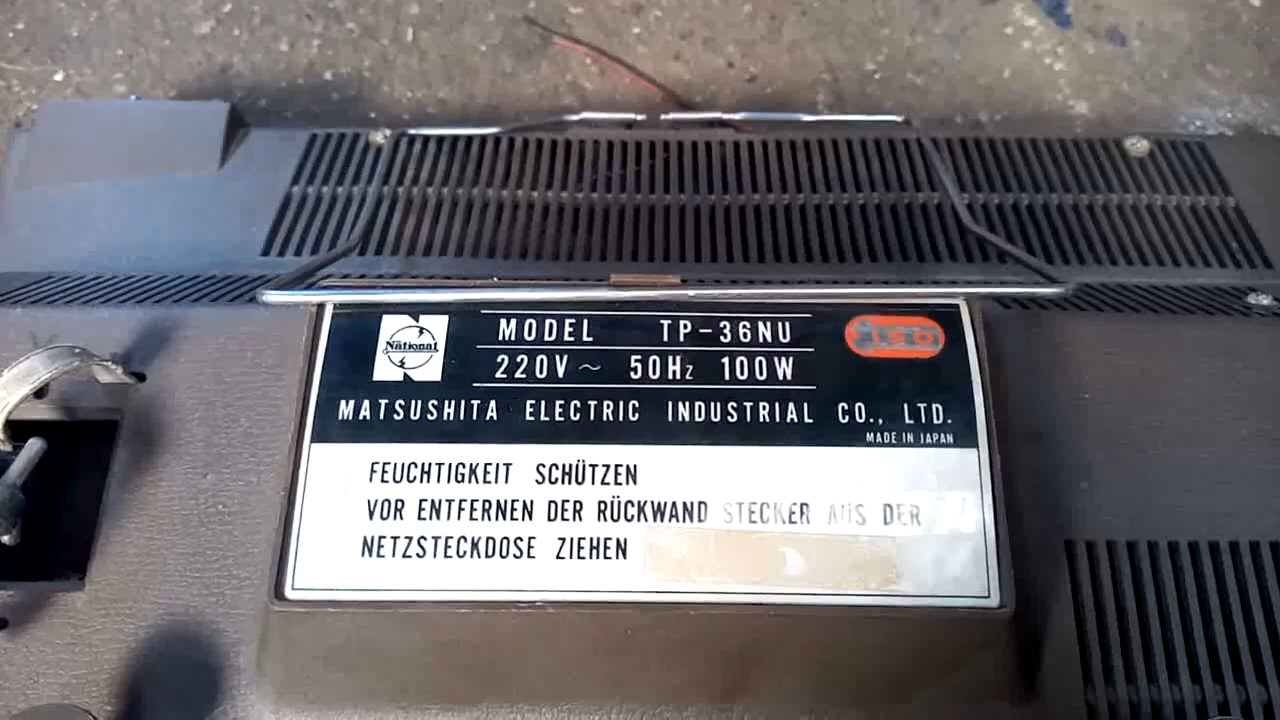 National
MODEL TP-36NU
220V ~ 50Hz 100W
MATSUSHITA ELECTRIC INDUSTRIAL CO., LTD.
MADE IN JAPAN
FEUCHTIGKEIT SCHÜTZEN
VOR ENTFERNEN DER RÜCKWAND STECKER AUS DER
NETZSTECKDOSE ZIEHEN